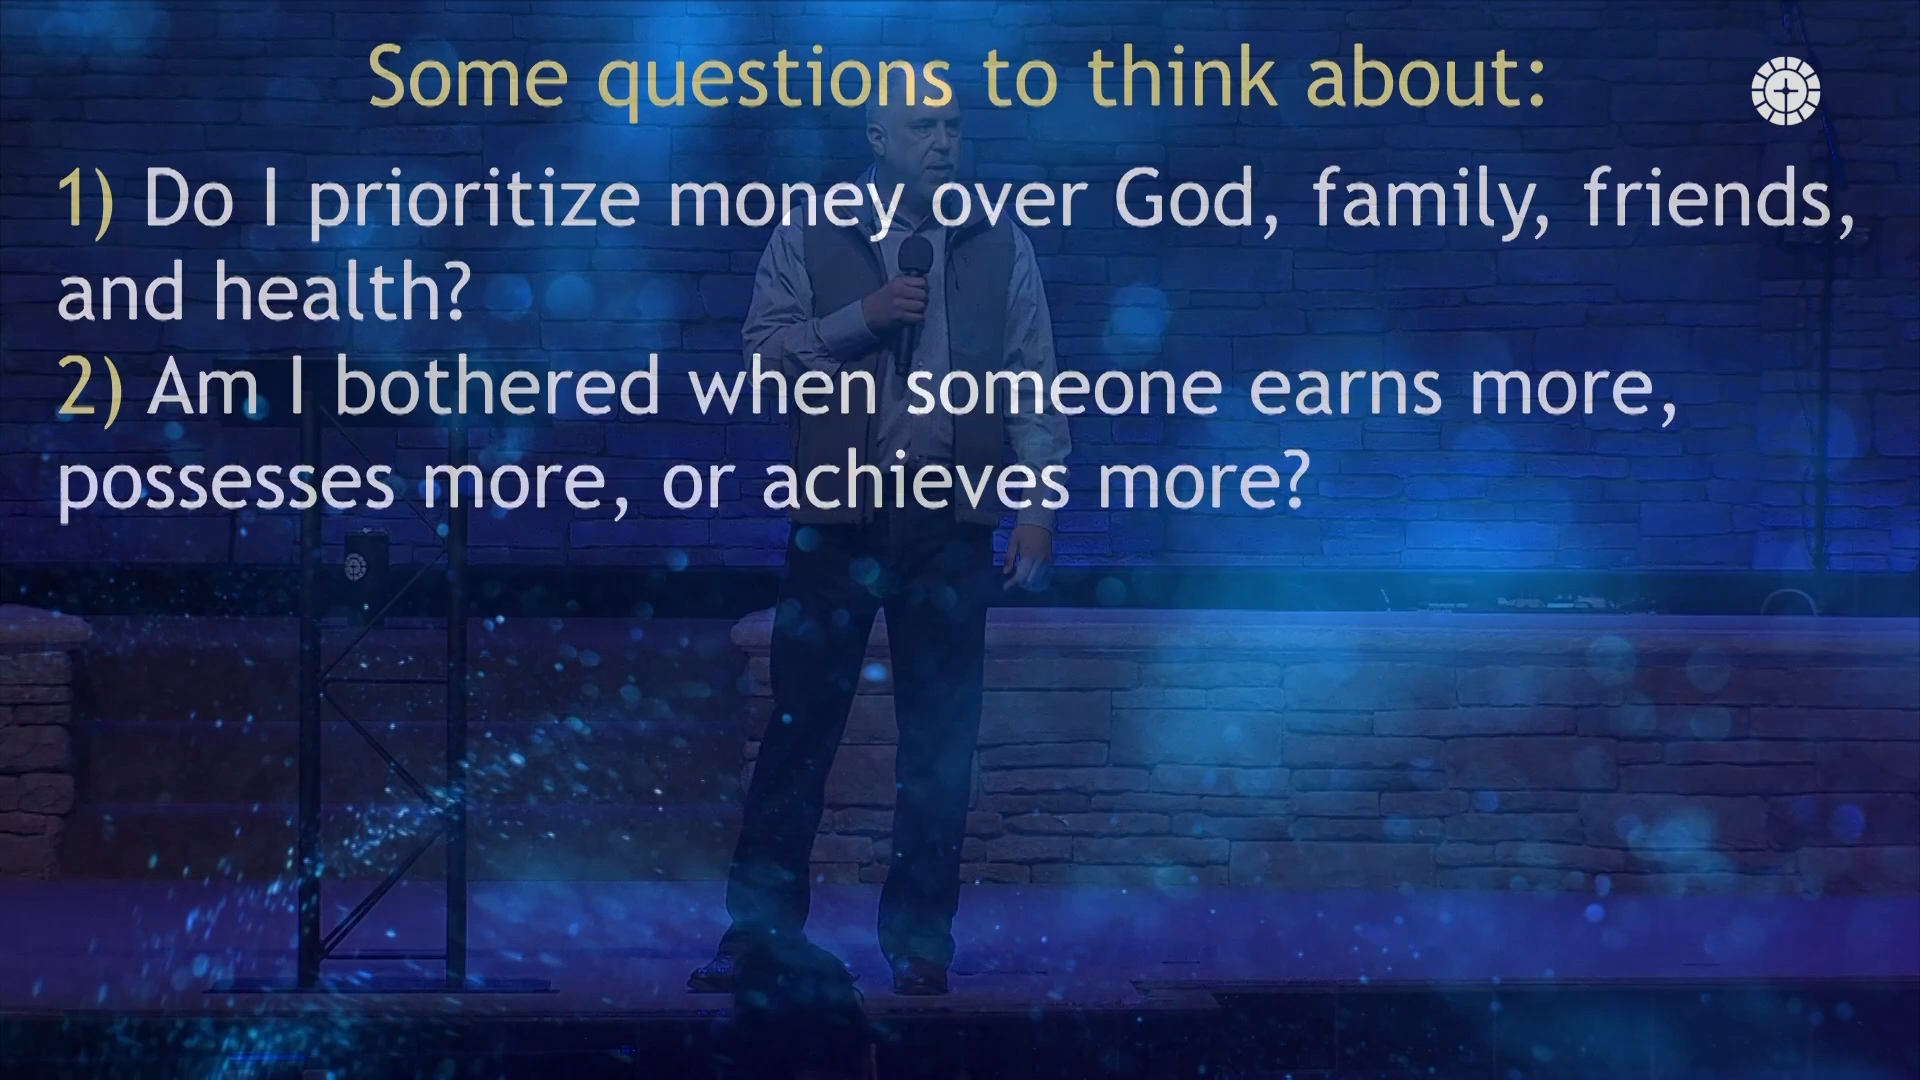 Some questions to think about:
1) Do I prioritize money over God, family, friends,
and health?
2) Am I bothered when someone earns more,
possesses more, or achieves more?